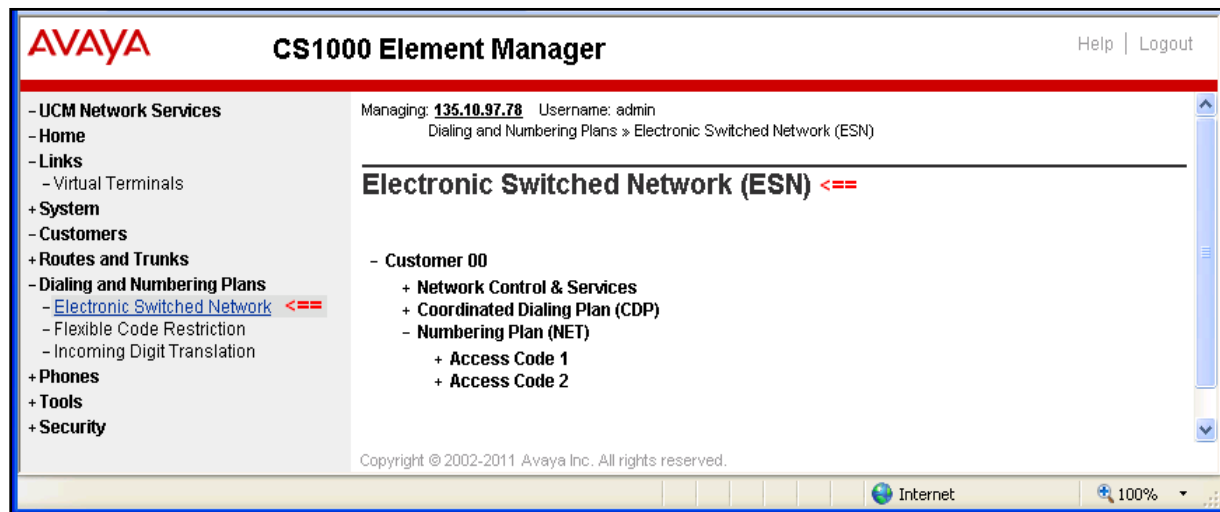 AVAYA
CS1000 Element Manager
Help | Logout
- UCM Network Services
- Home
- Links
- Virtual Terminals
+ System
- Customers
+ Routes and Trunks
- Dialing and Numbering Plans
- Electronic Switched Network <==
- Flexible Code Restriction
- Incoming Digit Translation
+ Phones
+ Tools
+ Security
Managing: 135.10.97.78 Username: admin
Dialing and Numbering Plans » Electronic Switched Network (ESN)
Electronic Switched Network (ESN) <==
- Customer 00
+ Network Control & Services
+ Coordinated Dialing Plan (CDP)
- Numbering Plan (NET)
+ Access Code 1
+ Access Code 2
Copyright © 2002-2011 Avaya Inc. All rights reserved.
Internet
100%